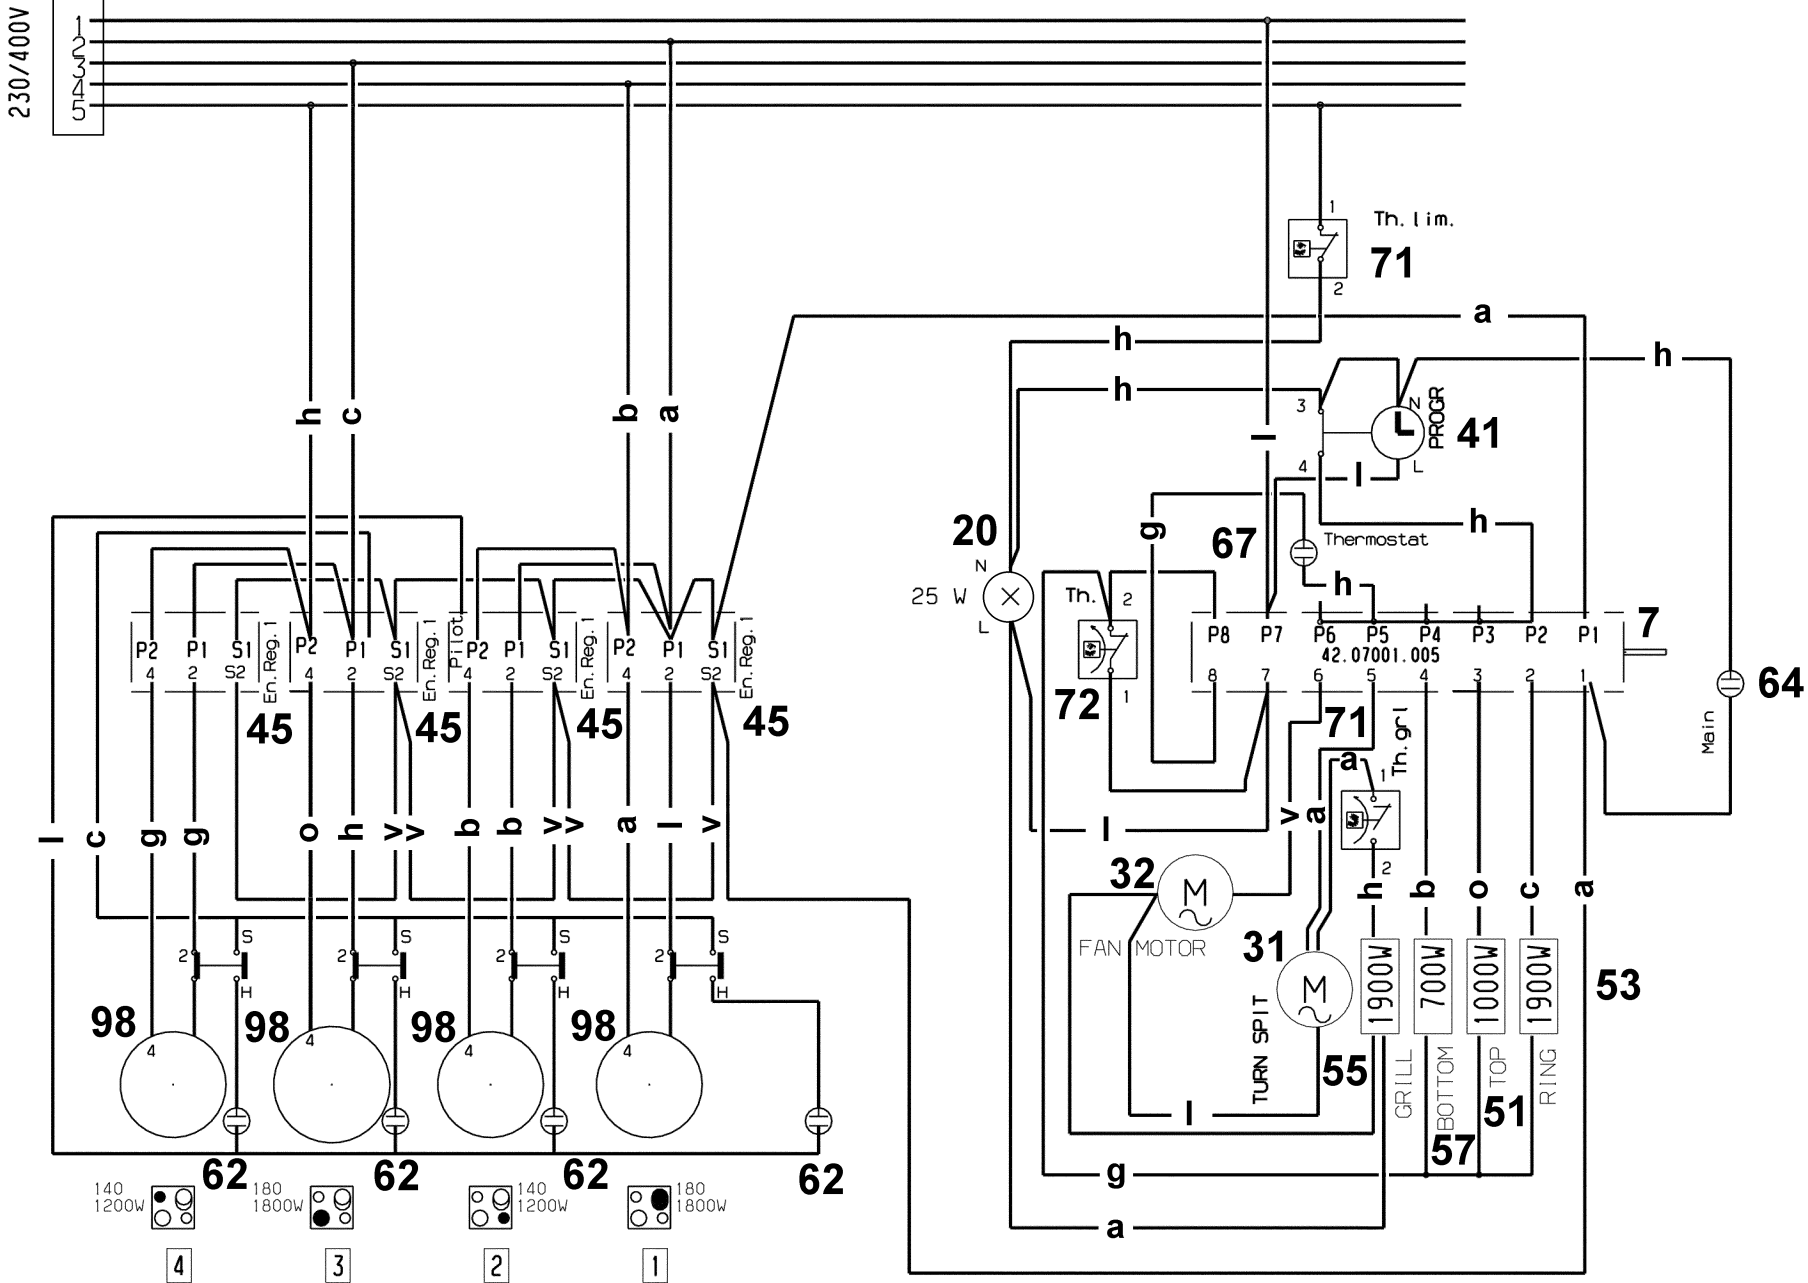 230/400V
1
2
3
4
5
1
Th. lim.
71
2
a
h
h
h
h
c
b
a
3
N
PROGR
41
4
L
l
l
g
h
20
N
67
Thermostat
h
25 W
L
Th.
2
72
1
P8
P7
P6
P5
P4
P3
P2
P1
7
42.07001.005
8
7
6
5
4
3
2
1
64
Main
P2
P1
S1
4
2
S2
En.Reg. 1
45
P2
P1
S1
4
2
S2
En.Reg. 1
45
Pilot
P2
P1
S1
4
2
S2
En.Reg. 1
45
P2
P1
S1
4
2
S2
En.Reg. 1
45
71
Th.grl
a
1
2
l
c
g
g
o
h
v
v
b
b
v
v
a
l
v
l
v
a
h
b
o
c
a
32
M
FAN MOTOR
31
M
TURN SPIT
1900W
700W
1000W
1900W
53
S
2
H
S
2
H
S
2
H
S
2
H
98
4
98
4
98
4
98
4
55
GRILL
BOTTOM
TOP
RING
51
57
l
g
a
62
62
62
62
140
1200W
180
1800W
140
1200W
180
1800W
4
3
2
1